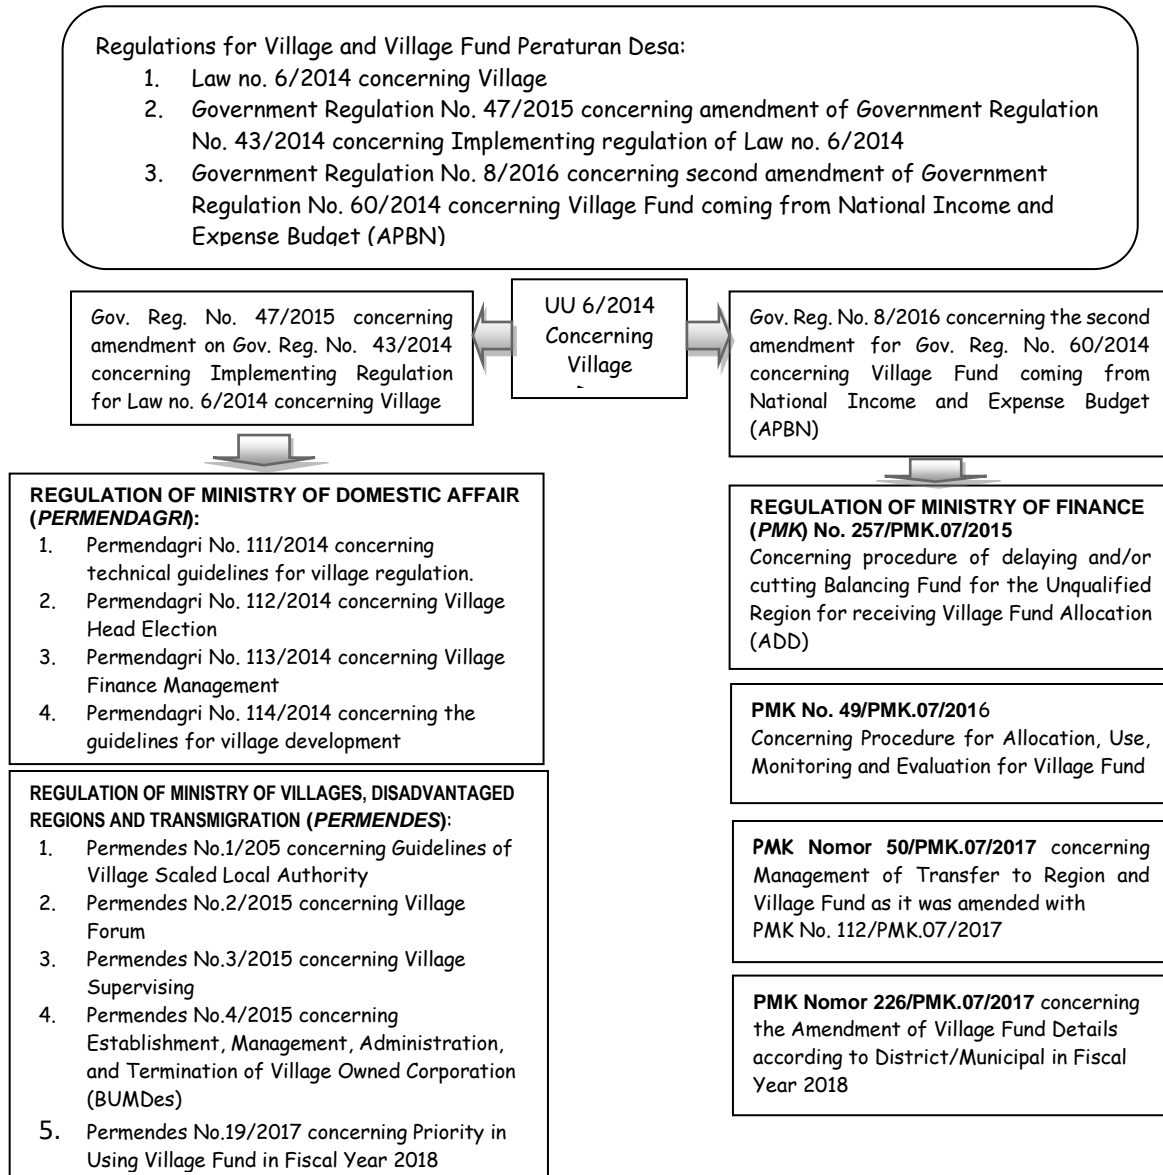 Regulations for Village and Village Fund Peraturan Desa:
1. Law no. 6/2014 concerning Village
2. Government Regulation No. 47/2015 concerning amendment of Government Regulation
No. 43/2014 concerning Implementing regulation of Law no. 6/2014
3. Government Regulation No. 8/2016 concerning second amendment of Government
Regulation No. 60/2014 concerning Village Fund coming from National Income and
Expense Budget (APBN)
Gov. Reg. No. 47/2015 concerning
amendment on Gov. Reg. No. 43/2014
concerning Implementing Regulation
for Law no. 6/2014 concerning Village
UU 6/2014
Concerning
Village
Gov. Reg. No. 8/2016 concerning the second
amendment for Gov. Reg. No. 60/2014
concerning Village Fund coming from
National Income and Expense Budget
(APBN)
REGULATION OF MINISTRY OF DOMESTIC AFFAIR
(PERMENDAGRI):
1. Permendagri No. 111/2014 concerning
technical guidelines for village regulation.
2. Permendagri No. 112/2014 concerning Village
Head Election
3. Permendagri No. 113/2014 concerning Village
Finance Management
4. Permendagri No. 114/2014 concerning the
guidelines for village development
REGULATION OF MINISTRY OF VILLAGES, DISADVANTAGED
REGIONS AND TRANSMIGRATION (PERMENDES):
1. Permendes No.1/205 concerning Guidelines of
Village Scaled Local Authority
2. Permendes No.2/2015 concerning Village
Forum
3. Permendes No.3/2015 concerning Village
Supervising
4. Permendes No.4/2015 concerning
Establishment, Management, Administration,
and Termination of Village Owned Corporation
(BUMDes)
5. Permendes No.19/2017 concerning Priority in
Using Village Fund in Fiscal Year 2018
REGULATION OF MINISTRY OF FINANCE
(PMK) No. 257/PMK.07/2015
Concerning procedure of delaying and/or
cutting Balancing Fund for the Unqualified
Region for receiving Village Fund Allocation
(ADD)
PMK No. 49/PMK.07/2016
Concerning Procedure for Allocation, Use,
Monitoring and Evaluation for Village Fund
PMK Nomor 50/PMK.07/2017 concerning
Management of Transfer to Region and
Village Fund as it was amended with
PMK No. 112/PMK.07/2017
PMK Nomor 226/PMK.07/2017 concerning
the Amendment of Village Fund Details
according to District/Municipal in Fiscal
Year 2018